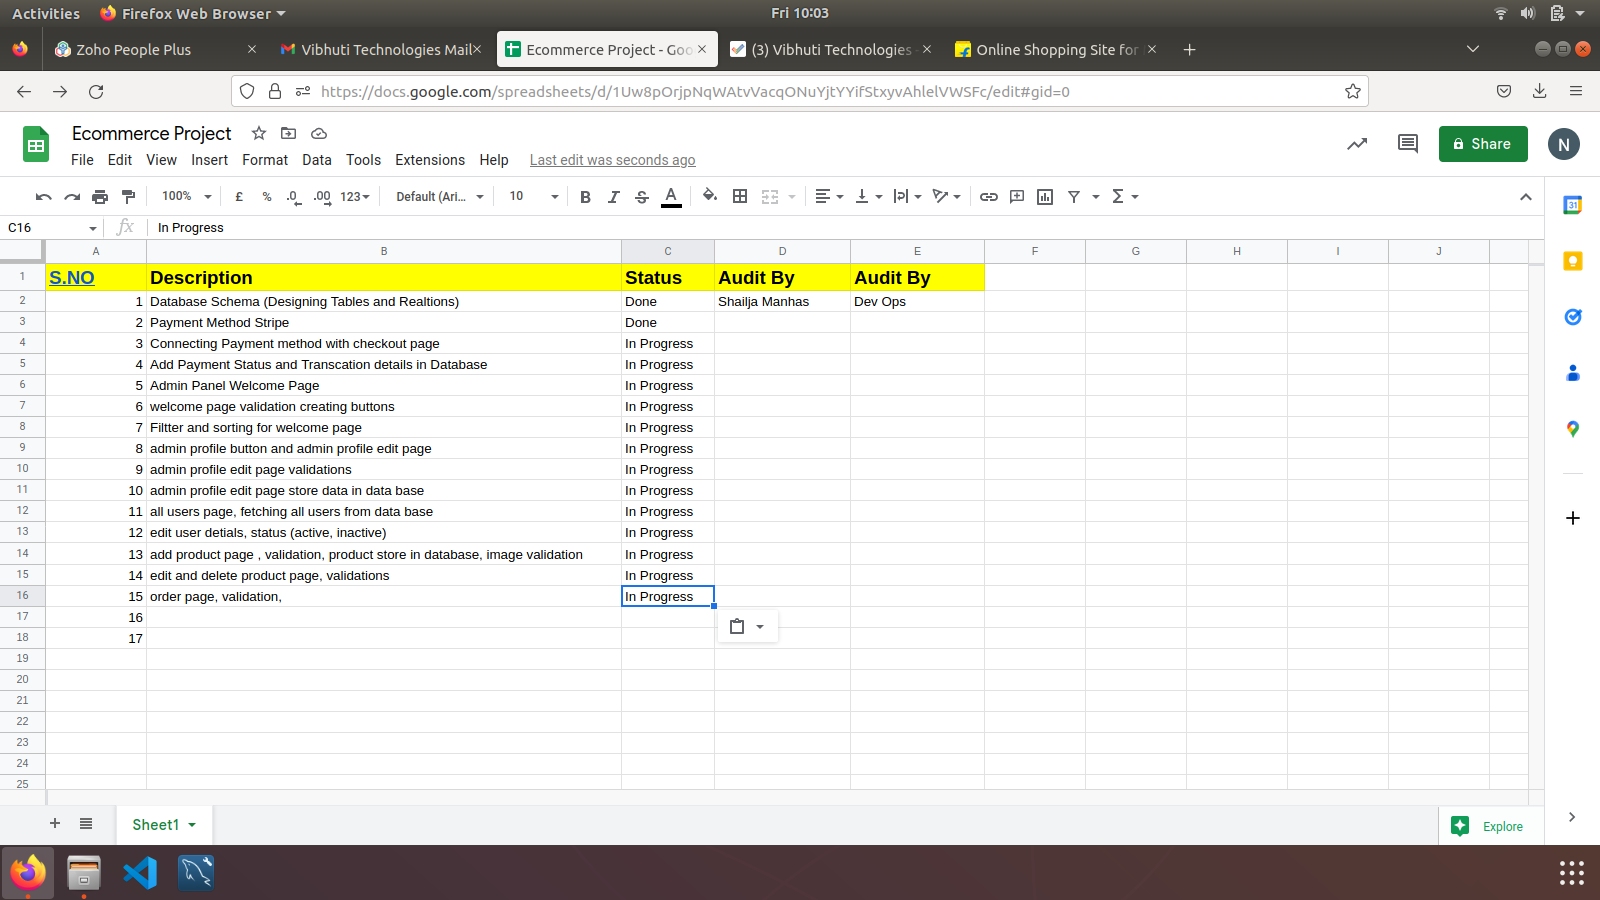 Activities Firefox Web Browser Fri 10:03
Zoho People Plus Vibhuti Technologies Mail Ecommerce Project - Goo (3) Vibhuti Technologies - Online Shopping Site for
https://docs.google.com/spreadsheets/d/1Uw8pOrjpNqWAtvVacqONuYjtYYifStxyvAhlelVWSFc/edit#gid=0
Ecommerce Project
File Edit View Insert Format Data Tools Extensions Help Last edit was seconds ago
Share
N
100% £ % .0 .00 123 Default (Ari... 10 B I S A
31
C16 fx In Progress
A B C D E F G H I J
1 S.NO Description Status Audit By Audit By
2 1 Database Schema (Designing Tables and Realtions) Done Shailja Manhas Dev Ops
3 2 Payment Method Stripe Done
4 3 Connecting Payment method with checkout page In Progress
5 4 Add Payment Status and Transcation details in Database In Progress
6 5 Admin Panel Welcome Page In Progress
7 6 welcome page validation creating buttons In Progress
8 7 Filtter and sorting for welcome page In Progress
9 8 admin profile button and admin profile edit page In Progress
10 9 admin profile edit page validations In Progress
11 10 admin profile edit page store data in data base In Progress
12 11 all users page, fetching all users from data base In Progress
13 12 edit user detials, status (active, inactive) In Progress
14 13 add product page , validation, product store in database, image validation In Progress
15 14 edit and delete product page, validations In Progress
16 15 order page, validation, In Progress
17 16
18 17
19
20
21
22
23
24
25
Sheet1 Explore